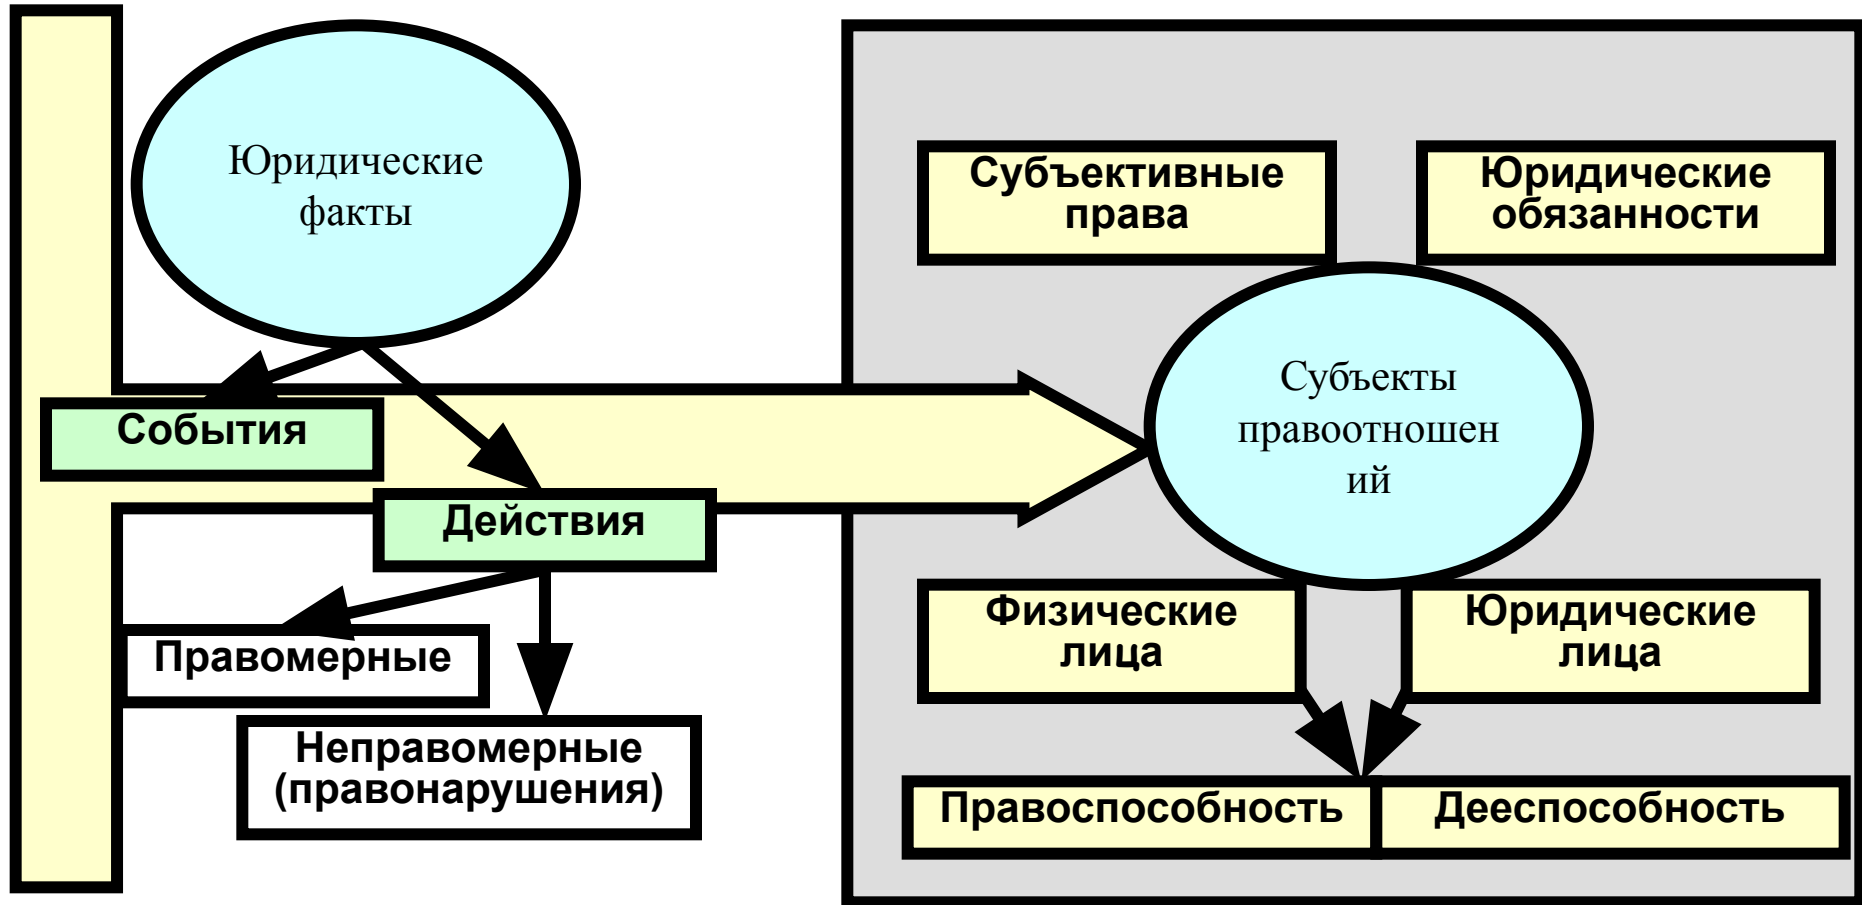 Юридические
факты
События
Действия
Правомерные
Неправомерные
(правонарушения)
Субъективные
права
Юридические
обязанности
Субъекты
правоотношен
ий
Физические
лица
Юридические
лица
Правоспособность
Дееспособность